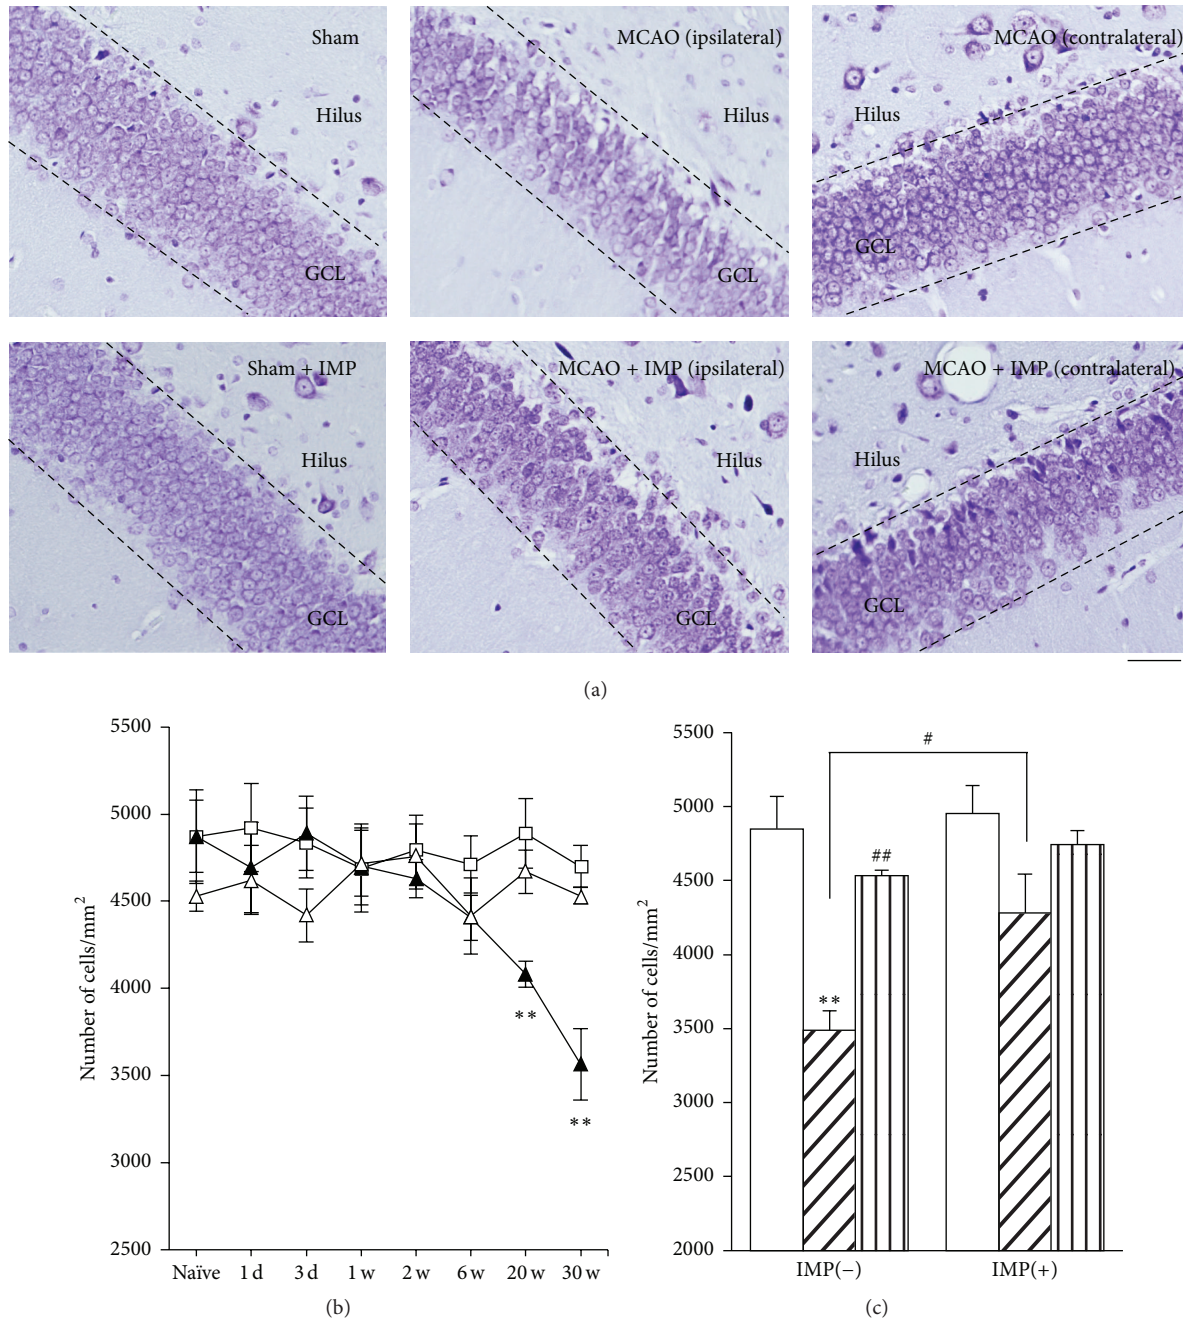 Sham
Hilus
GCL
MCAO (ipsilateral)
Hilus
GCL
MCAO (contralateral)
Hilus
GCL
Sham + IMP
Hilus
GCL
MCAO + IMP (ipsilateral)
Hilus
GCL
MCAO + IMP (contralateral)
Hilus
GCL
(a)
5500
5000
4500
4000
3500
3000
2500
Number of cells/mm²
**
**
Naïve 1 d 3 d 1 w 2 w 6 w 20 w 30 w
(b)
5500
5000
4500
4000
3500
3000
2500
2000
Number of cells/mm²
#
##
**
IMP(−) IMP(+)
(c)